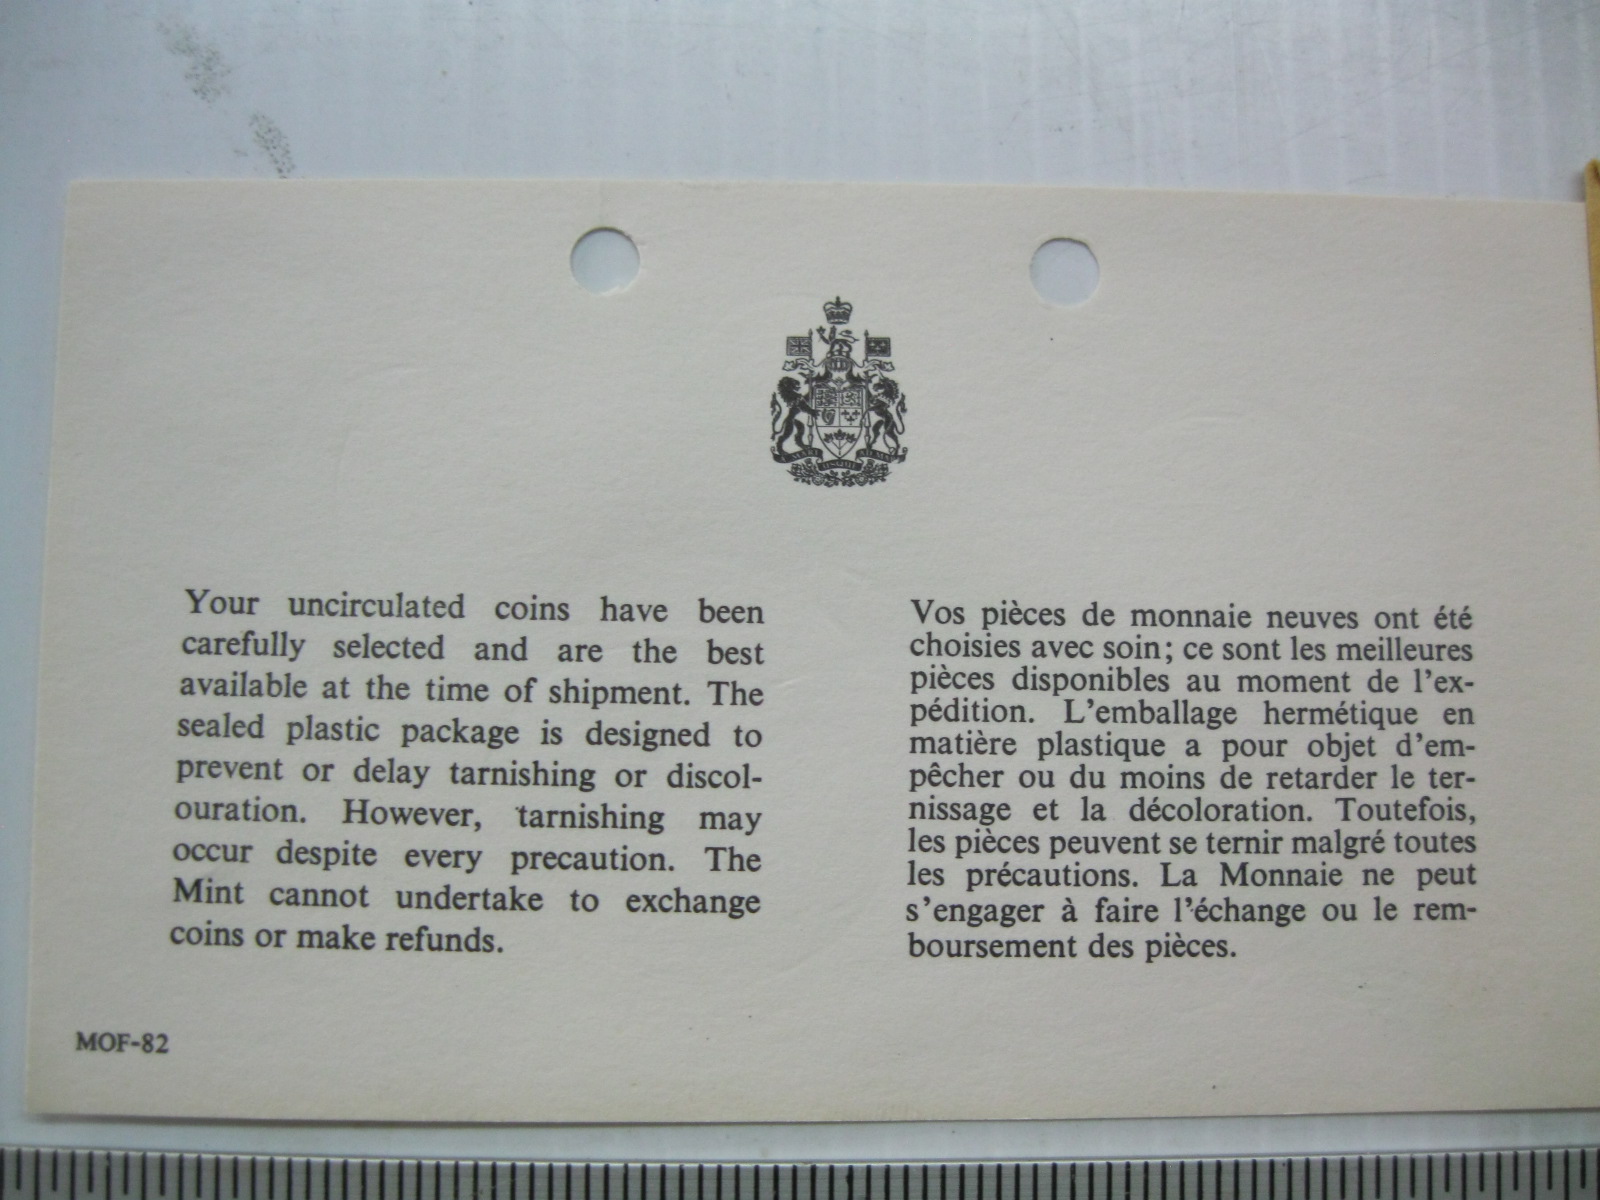 Your uncirculated coins have been
carefully selected and are the best
available at the time of shipment. The
sealed plastic package is designed to
prevent or delay tarnishing or discol-
ouration. However, tarnishing may
occur despite every precaution. The
Mint cannot undertake to exchange
coins or make refunds.
Vos pièces de monnaie neuves ont été
choisies avec soin; ce sont les meilleures
pièces disponibles au moment de l'ex-
pédition. L'emballage hermétique en
matière plastique a pour objet d'em-
pêcher ou du moins de retarder le ter-
nissage et la décoloration. Toutefois,
les pièces peuvent se ternir malgré toutes
les précautions. La Monnaie ne peut
s'engager à faire l'échange ou le rem-
boursement des pièces.
MOF-82